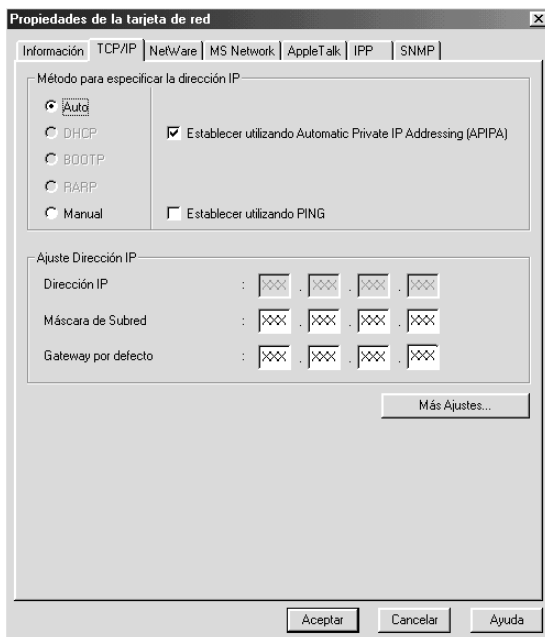 Propiedades de la tarjeta de red
Información TCP/IP NetWare MS Network AppleTalk IPP SNMP
Método para especificar la dirección IP
Auto
DHCP
Establecer utilizando Automatic Private IP Addressing (APIPA)
BOOTP
RARP
Manual
Establecer utilizando PING
Ajuste Dirección IP
Dirección IP : XXX . XXX . XXX . XXX
Máscara de Subred : XXX . XXX . XXX . XXX
Gateway por defecto : XXX . XXX . XXX . XXX
Más Ajustes...
Aceptar Cancelar Ayuda